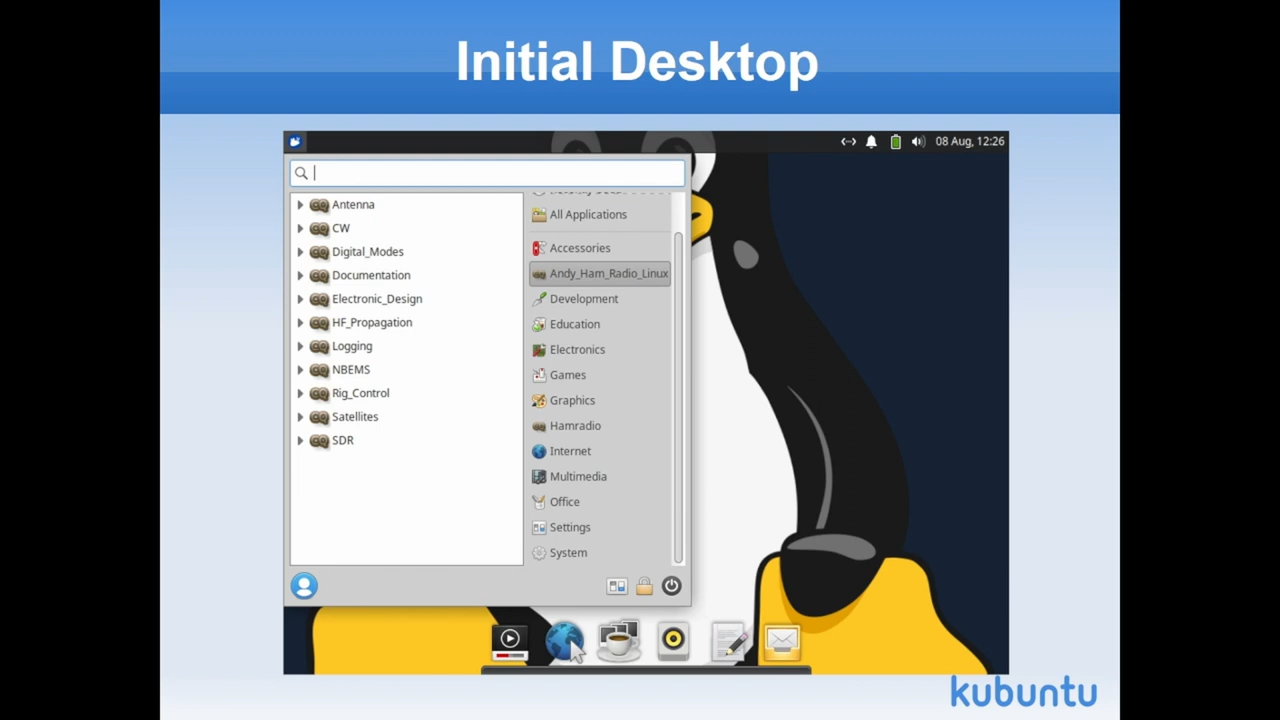 Initial Desktop
08 Aug, 12:26
Antenna
CW
Digital_Modes
Documentation
Electronic_Design
HF_Propagation
Logging
NBEMS
Rig_Control
Satellites
SDR
All Applications
Accessories
Andy_Ham_Radio_Linux
Development
Education
Electronics
Games
Graphics
Hamradio
Internet
Multimedia
Office
Settings
System
kubuntu